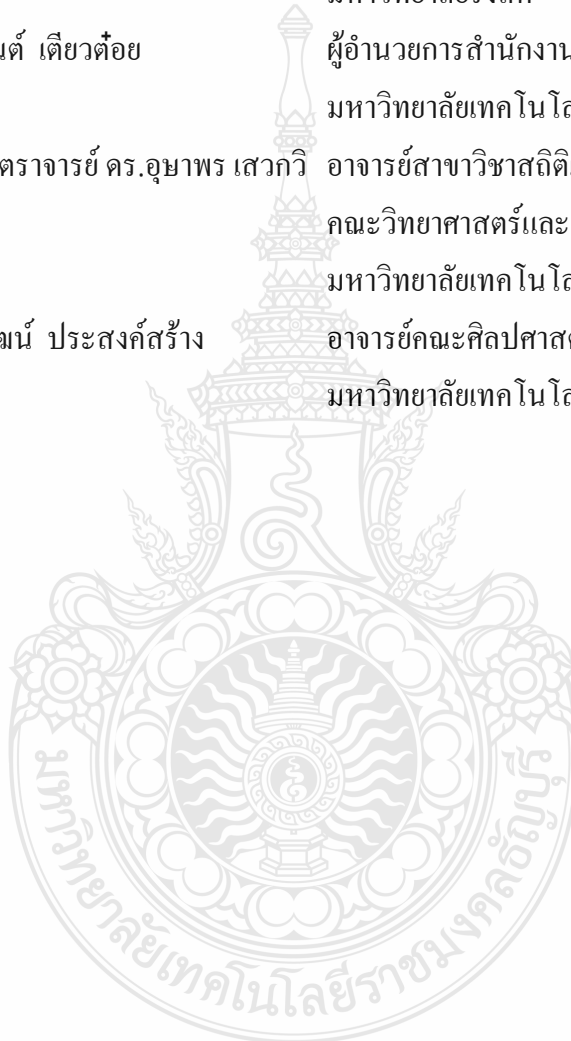 นต์ เตียวต๋อย ผู้อำนวยการสำนักงาน
มหาวิทยาลัยเทคโนโล
ตราจารย์ ดร.อุษาพร เสวกวิ อาจารย์สาขาวิชาสถิติ
คณะวิทยาศาสตร์และ
มหาวิทยาลัยเทคโนโล
ฒน์ ประสงค์สร้าง อาจารย์คณะศิลปศาส
มหาวิทยาลัยเทคโนโล
มหาวิทยาลัยเทคโนโลยีราชมงคลธัญบุรี